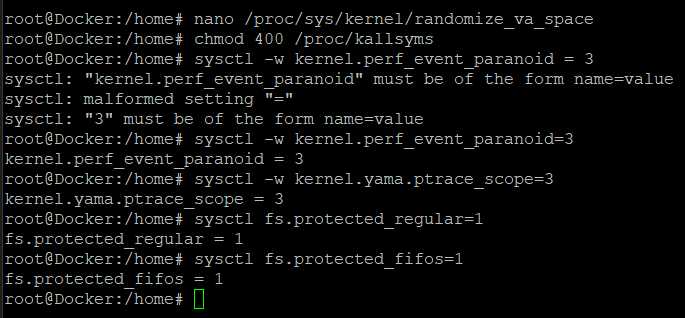 root@Docker:/home# nano /proc/sys/kernel/randomize_va_space
root@Docker:/home# chmod 400 /proc/kallsyms
root@Docker:/home# sysctl -w kernel.perf_event_paranoid = 3
sysctl: "kernel.perf_event_paranoid" must be of the form name=value
sysctl: malformed setting "="
sysctl: "3" must be of the form name=value
root@Docker:/home# sysctl -w kernel.perf_event_paranoid=3
kernel.perf_event_paranoid = 3
root@Docker:/home# sysctl -w kernel.yama.ptrace_scope=3
kernel.yama.ptrace_scope = 3
root@Docker:/home# sysctl fs.protected_regular=1
fs.protected_regular = 1
root@Docker:/home# sysctl fs.protected_fifos=1
fs.protected_fifos = 1
root@Docker:/home#